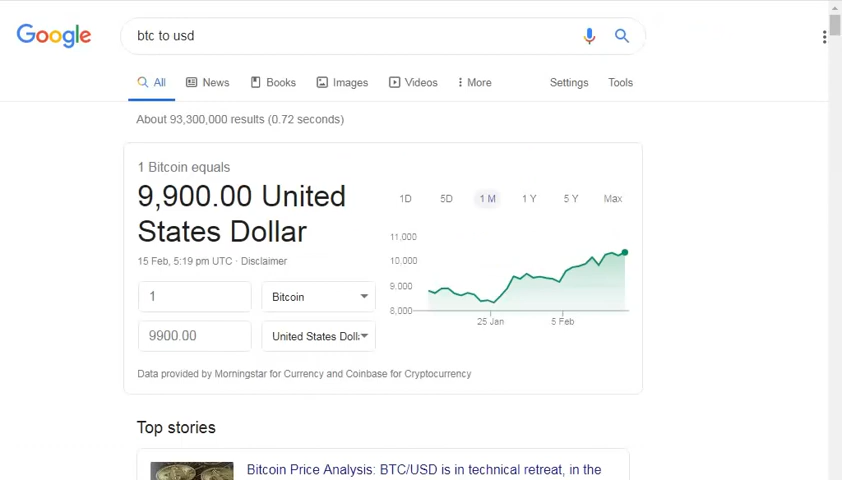 Google
btc to usd
All News Books Images Videos More Settings Tools
About 93,300,000 results (0.72 seconds)
1 Bitcoin equals
9,900.00 United
States Dollar
15 Feb, 5:19 pm UTC · Disclaimer
1 Bitcoin
9900.00 United States Doll
1D 5D 1 M 1 Y 5 Y Max
11,000
10,000
9,000
8,000
25 Jan 5 Feb
Data provided by Morningstar for Currency and Coinbase for Cryptocurrency
Top stories
Bitcoin Price Analysis: BTC/USD is in technical retreat, in the